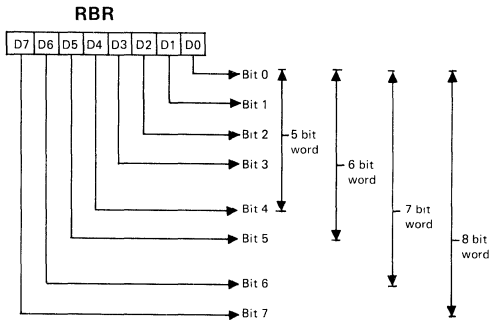 RBR
D7 D6 D5 D4 D3 D2 D1 D0
Bit 0
Bit 1
Bit 2
5 bit
word
Bit 3
6 bit
word
Bit 4
7 bit
word
Bit 5
8 bit
word
Bit 6
Bit 7